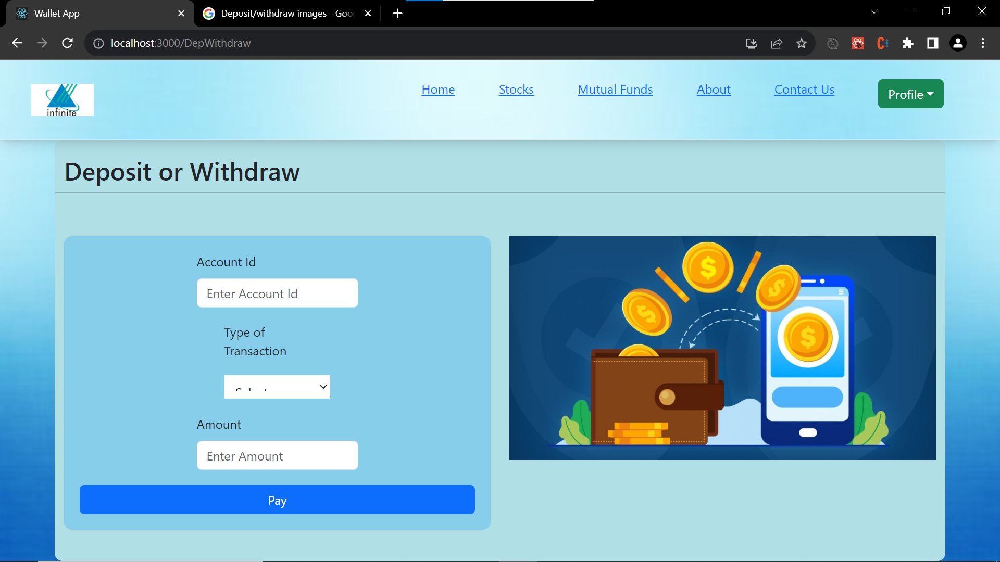 Wallet App
Deposit/withdraw images - Goo
localhost:3000/DepWithdraw
infinite
Home
Stocks
Mutual Funds
About
Contact Us
Profile
Deposit or Withdraw
Account Id
Enter Account Id
Type of
Transaction
Amount
Enter Amount
Pay